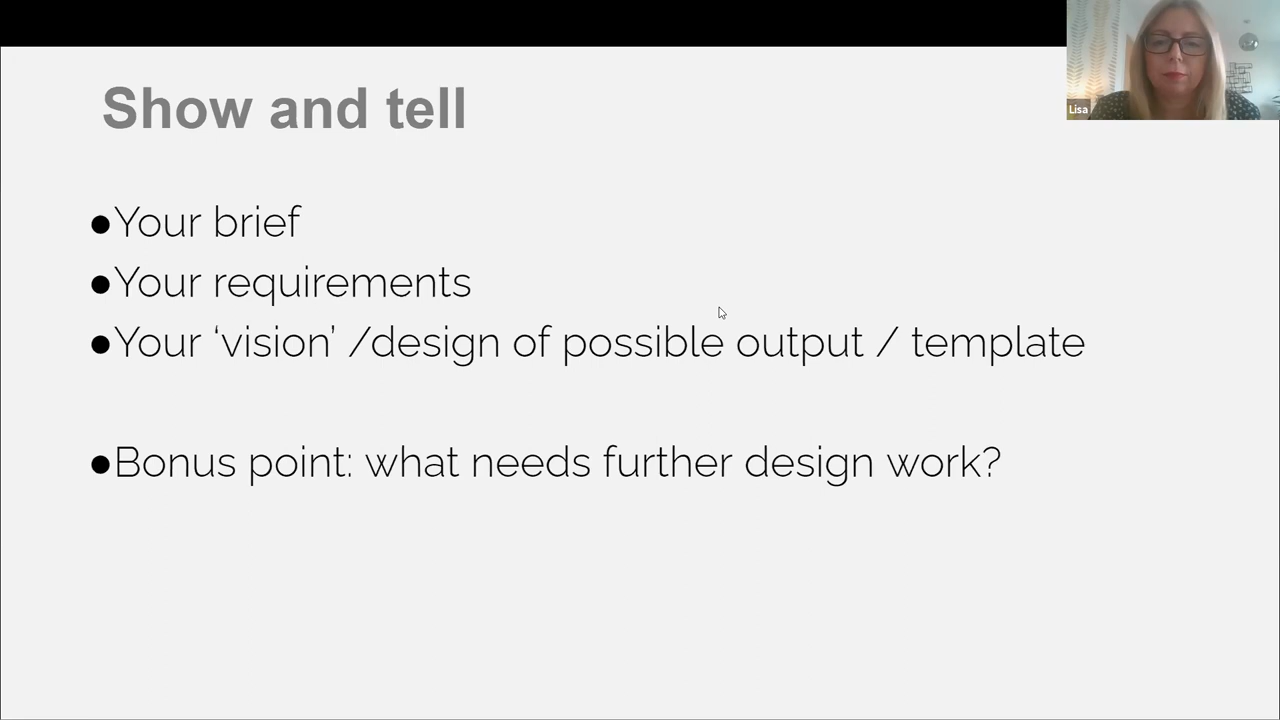 Show and tell
Lisa
●Your brief
●Your requirements
●Your ‘vision’ /design of possible output / template
●Bonus point: what needs further design work?